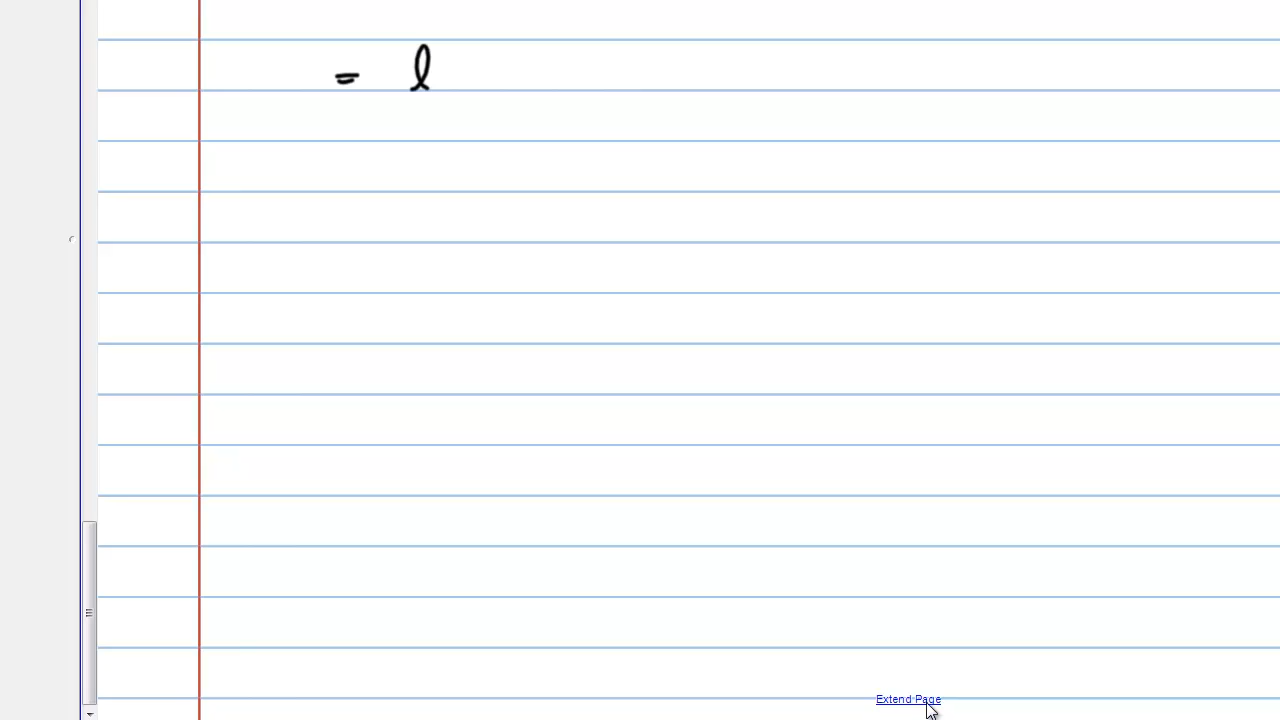 = l
Extend Page